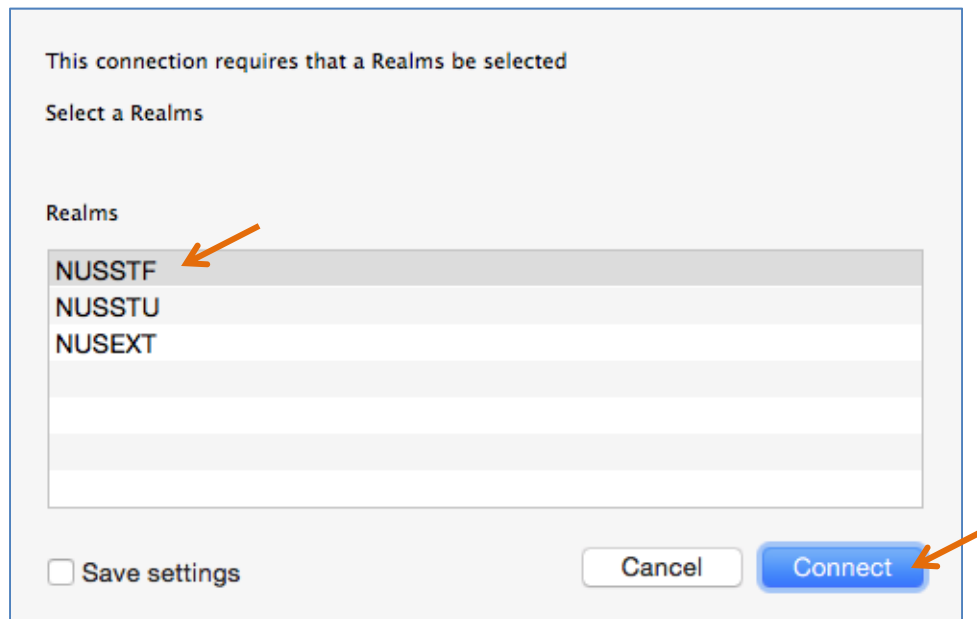 This connection requires that a Realms be selected
Select a Realms
Realms
NUSSTF
NUSSTU
NUSEXT
Save settings
Cancel
Connect